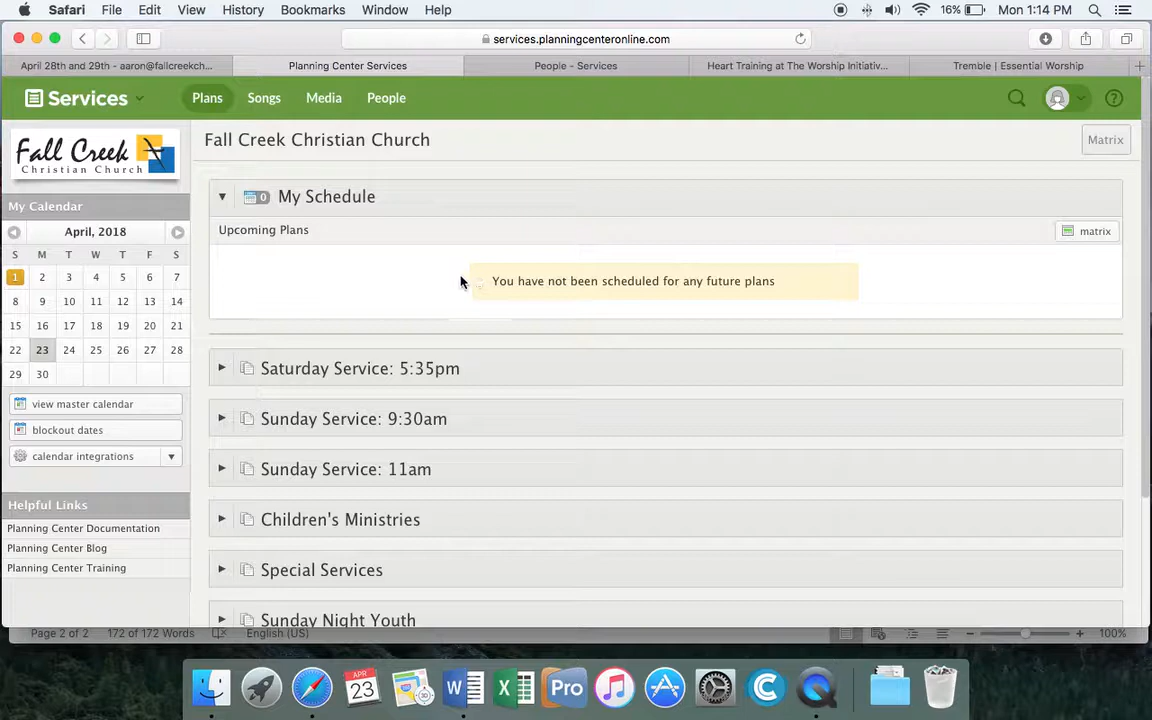 Safari File Edit View History Bookmarks Window Help 16% Mon 1:14 PM
services.planningcenteronline.com
April 28th and 29th - aaron@fallcreekch... Planning Center Services People - Services Heart Training at The Worship Initiativ... Tremble | Essential Worship
Services Plans Songs Media People
Fall Creek
Christian Church
Fall Creek Christian Church
Matrix
My Calendar
April, 2018
S M T W T F S
1 2 3 4 5 6 7
8 9 10 11 12 13 14
15 16 17 18 19 20 21
22 23 24 25 26 27 28
29 30
view master calendar
blockout dates
calendar integrations
Helpful Links
Planning Center Documentation
Planning Center Blog
Planning Center Training
0 My Schedule
Upcoming Plans
matrix
You have not been scheduled for any future plans
Saturday Service: 5:35pm
Sunday Service: 9:30am
Sunday Service: 11am
Children's Ministries
Special Services
Sunday Night Youth
Page 2 of 2 172 of 172 Words English (US) 100%
APR
23
W X Pro C